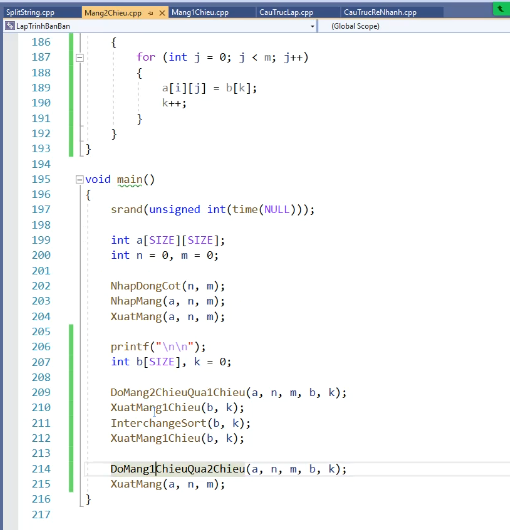 SplitString.cpp Mang2Chieu.cpp Mang1Chieu.cpp CauTrucLap.cpp CauTrucReNhanh.cpp
LapTrinhBanBan (Global Scope)
186 {
187 for (int j = 0; j < m; j++)
188 {
189 a[i][j] = b[k];
190 k++;
191 }
192 }
193 }
194
195 void main()
196 {
197 srand(unsigned int(time(NULL)));
198
199 int a[SIZE][SIZE];
200 int n = 0, m = 0;
201
202 NhapDongCot(n, m);
203 NhapMang(a, n, m);
204 XuatMang(a, n, m);
205
206 printf("\n\n");
207 int b[SIZE], k = 0;
208
209 DoMang2ChieuQua1Chieu(a, n, m, b, k);
210 XuatMang1Chieu(b, k);
211 InterchangeSort(b, k);
212 XuatMang1Chieu(b, k);
213
214 DoMang1ChieuQua2Chieu(a, n, m, b, k);
215 XuatMang(a, n, m);
216 }
217